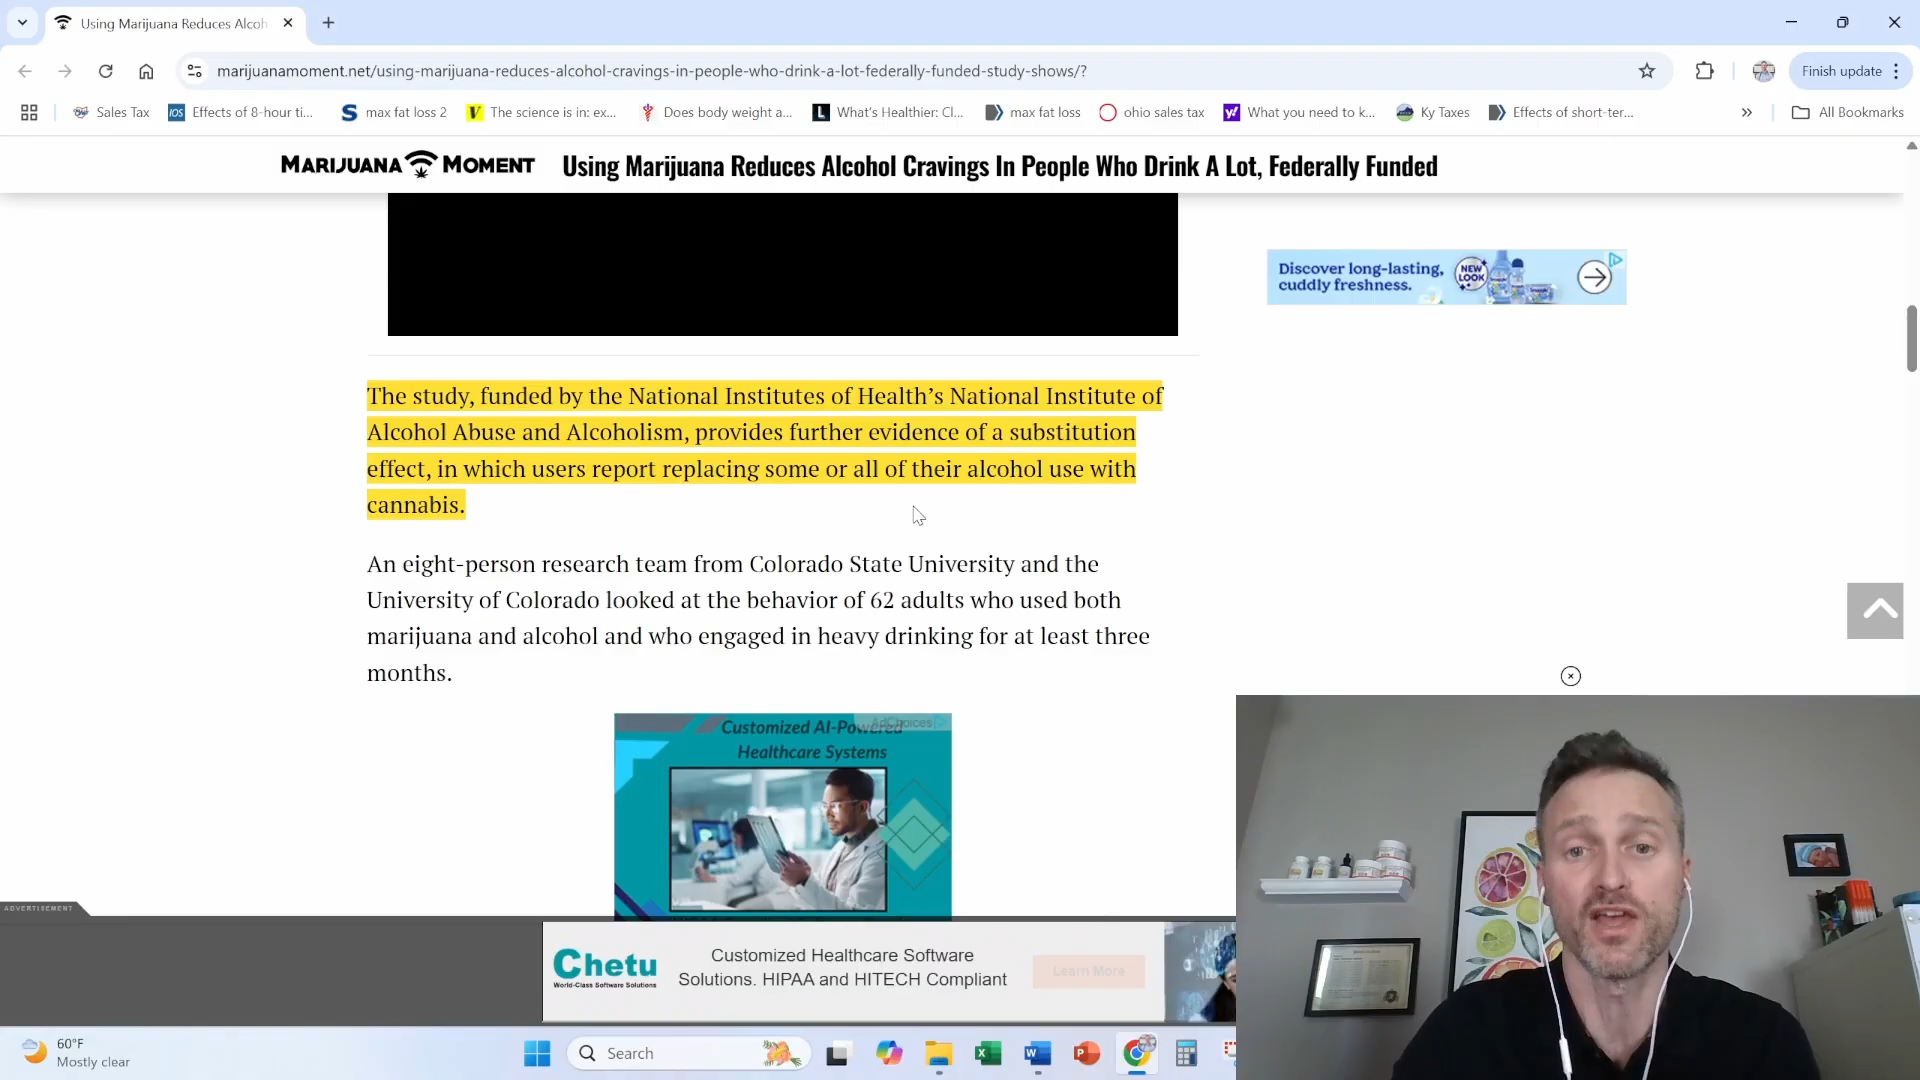 Using Marijuana Reduces Alcoh
marijuanamoment.net/using-marijuana-reduces-alcohol-cravings-in-people-who-drink-a-lot-federally-funded-study-shows/?
Finish update
Sales Tax
Effects of 8-hour ti...
max fat loss 2
The science is in: ex...
Does body weight a...
What's Healthier: Cl...
max fat loss
ohio sales tax
What you need to k...
Ky Taxes
Effects of short-ter...
All Bookmarks
MARIJUANA MOMENT
Using Marijuana Reduces Alcohol Cravings In People Who Drink A Lot, Federally Funded
Discover long-lasting,
cuddly freshness.
NEW
LOOK
The study, funded by the National Institutes of Health’s National Institute of
Alcohol Abuse and Alcoholism, provides further evidence of a substitution
effect, in which users report replacing some or all of their alcohol use with
cannabis.
An eight-person research team from Colorado State University and the
University of Colorado looked at the behavior of 62 adults who used both
marijuana and alcohol and who engaged in heavy drinking for at least three
months.
AdChoices
Customized AI-Powered
Healthcare Systems
ADVERTISEMENT
Chetu
World-Class Software Solutions
Customized Healthcare Software
Solutions. HIPAA and HITECH Compliant
Learn More
60°F
Mostly clear
Search